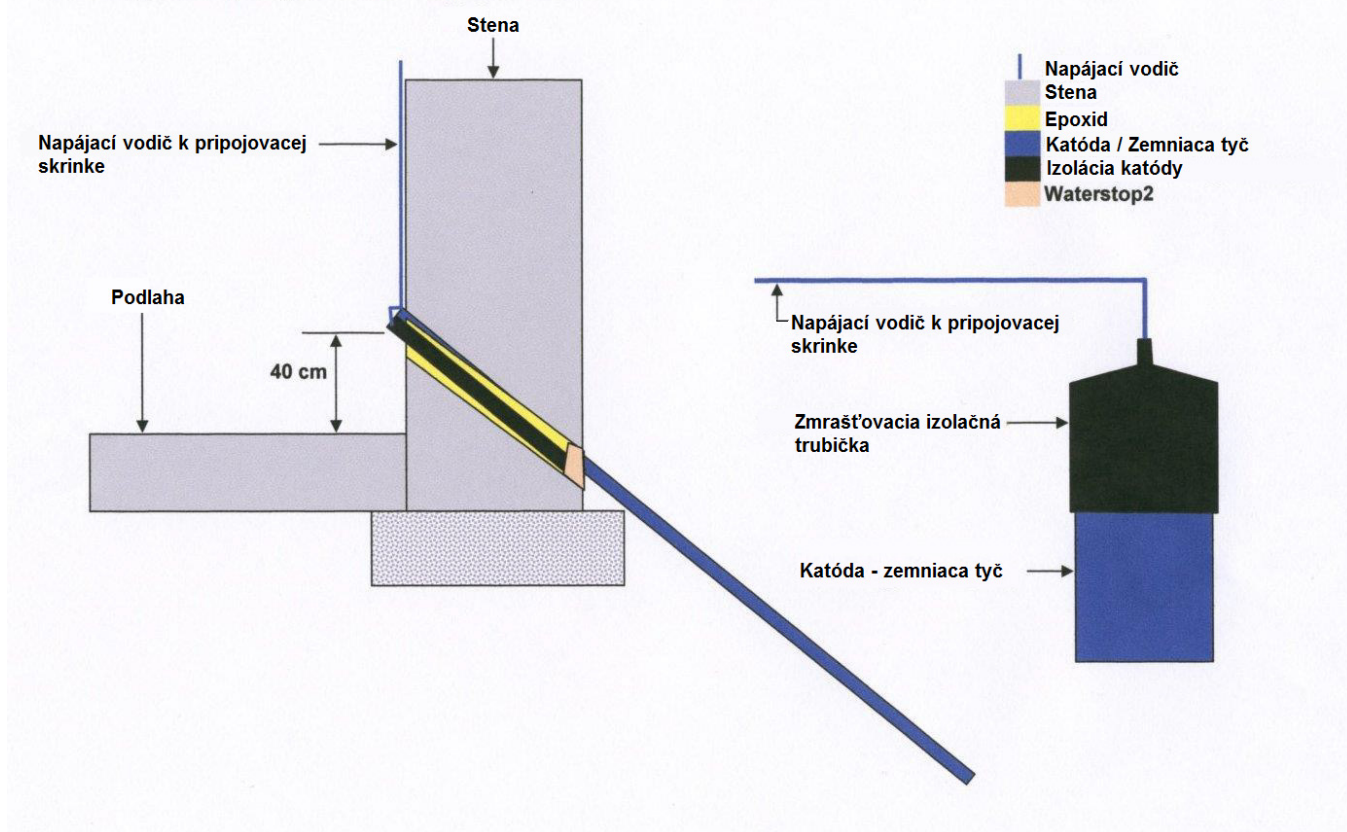 Stena
Napájací vodič k pripojovacej
skrinke
Podlaha
40 cm
Napájací vodič
Stena
Epoxid
Katóda / Zemniaca tyč
Izolácia katódy
Waterstop2
Napájací vodič k pripojovacej
skrinke
Zmrašťovacia izolačná
trubička
Katóda - zemniaca tyč